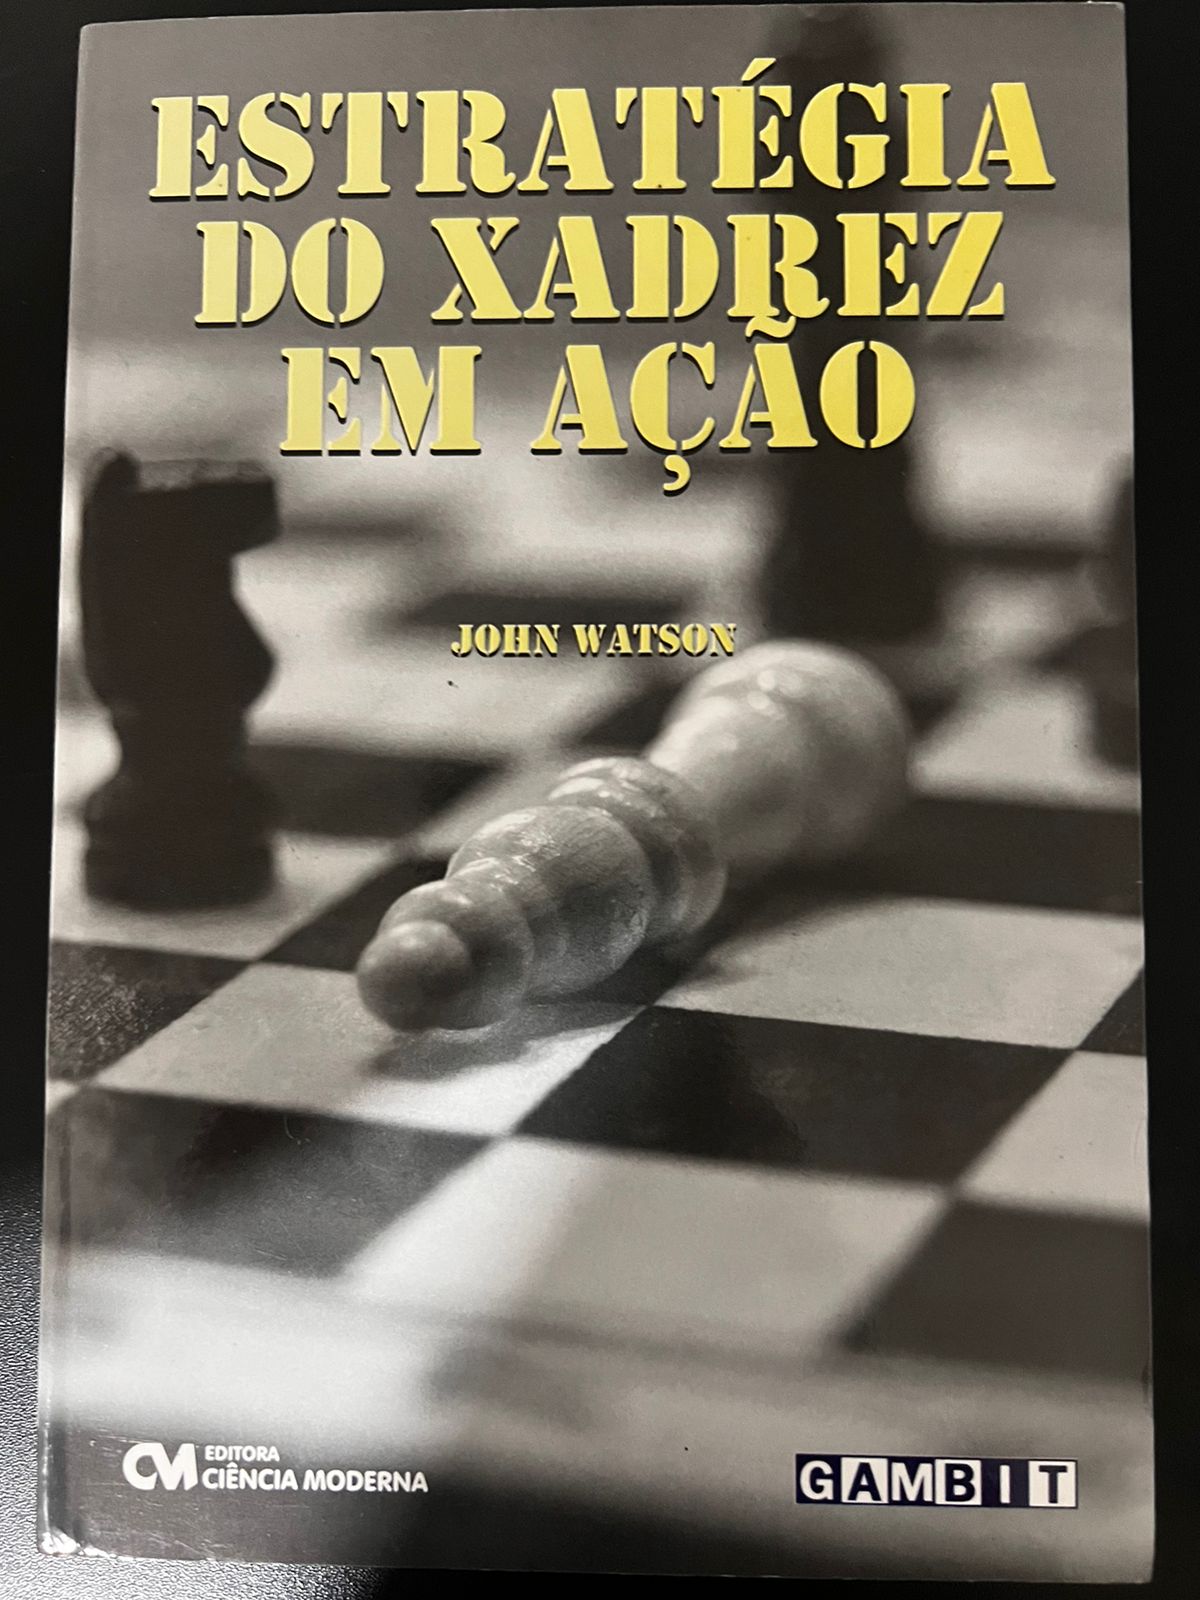 ESTRATÉGIA
DO XADREZ
EM AÇÃO
JOHN WATSON
CM EDITORA
CIÊNCIA MODERNA
GAMBIT